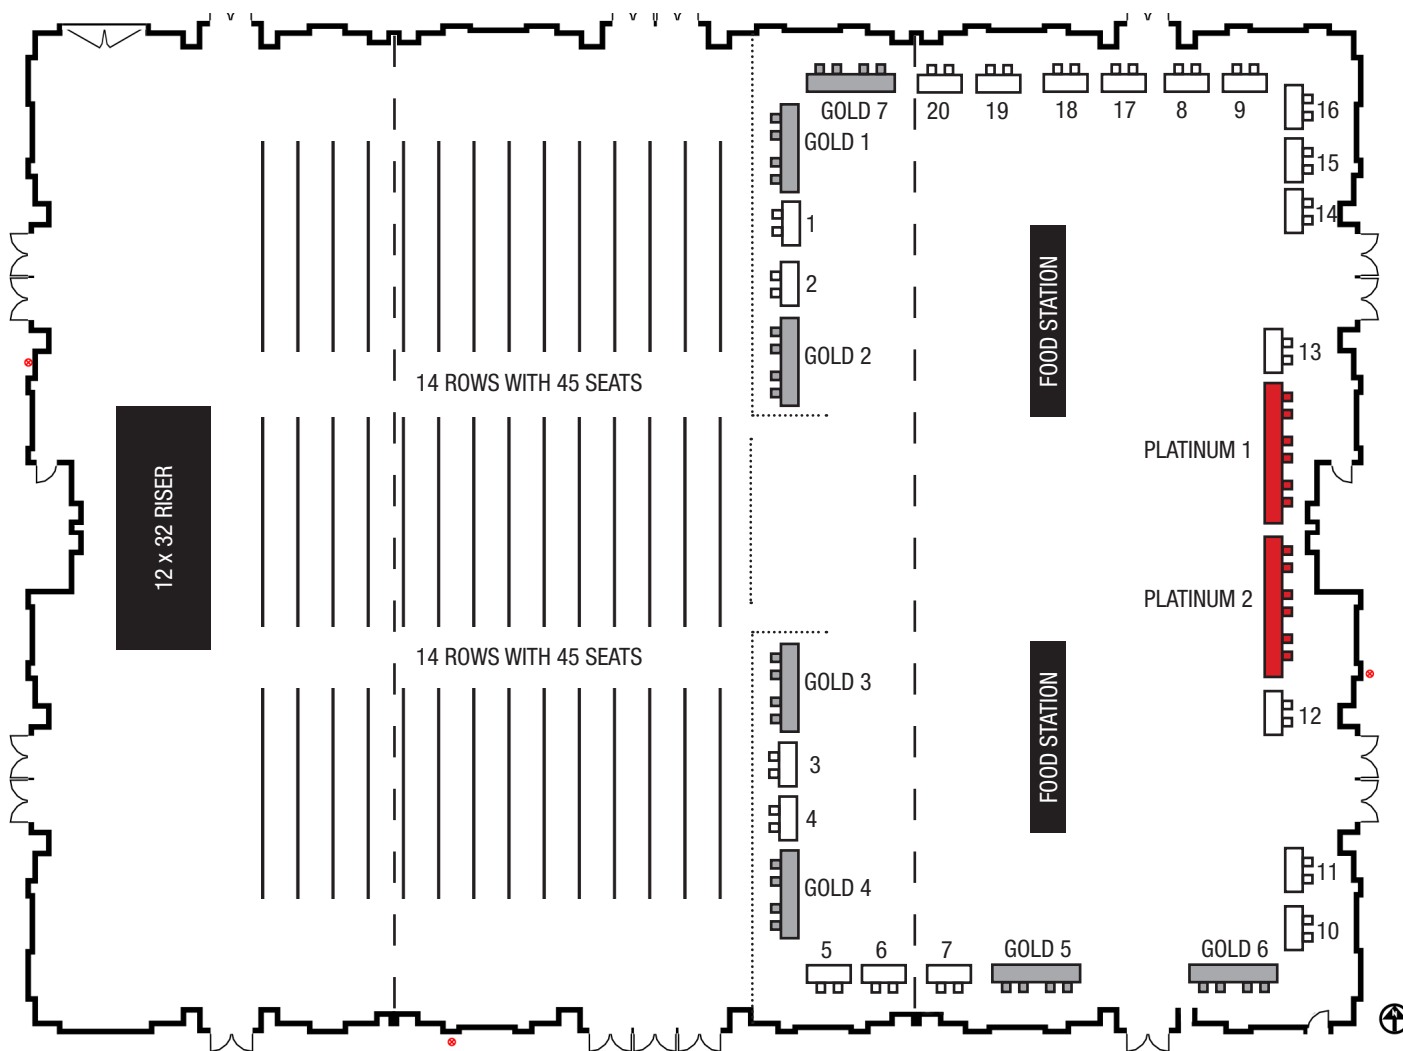 GOLD 7
20
19
18
17
8
9
16
GOLD 1
15
14
1
2
FOOD STATION
GOLD 2
13
14 ROWS WITH 45 SEATS
PLATINUM 1
12 x 32 RISER
PLATINUM 2
14 ROWS WITH 45 SEATS
GOLD 3
12
FOOD STATION
3
4
11
GOLD 4
10
5
6
7
GOLD 5
GOLD 6